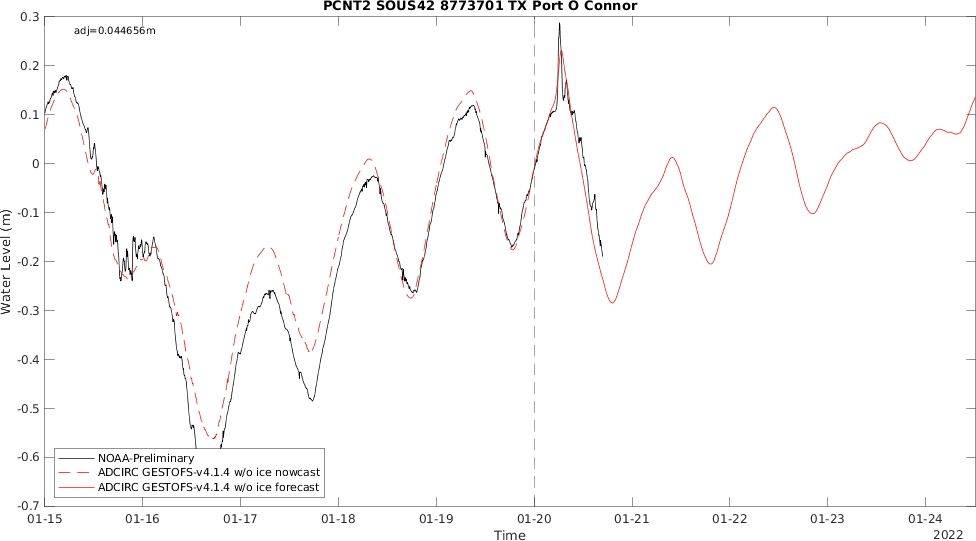 PCNT2 SOUS42 8773701 TX Port O Connor
adj=0.044656m
0.3
0.2
0.1
0
-0.1
-0.2
-0.3
-0.4
-0.5
-0.6
-0.7
Water Level (m)
NOAA-Preliminary
ADCIRC GESTOFS-v4.1.4 w/o ice nowcast
ADCIRC GESTOFS-v4.1.4 w/o ice forecast
01-15 01-16 01-17 01-18 01-19 01-20 01-21 01-22 01-23 01-24
Time
2022